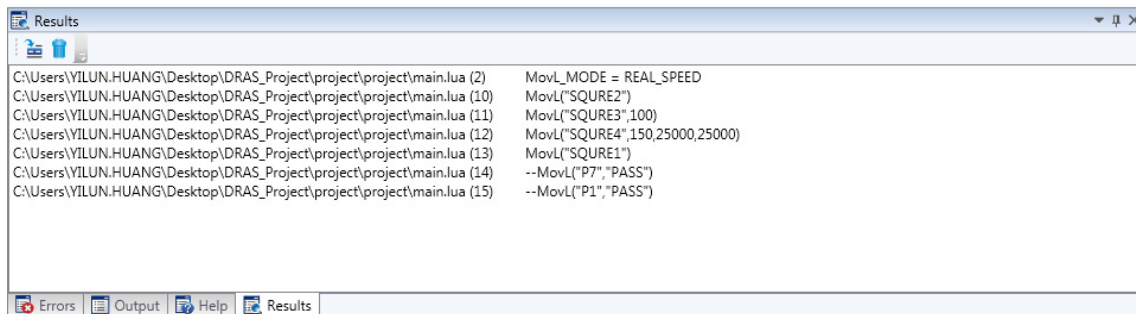 Results
C:\Users\YILUN.HUANG\Desktop\DRAS_Project\project\project\main.lua (2) MovL_MODE = REAL_SPEED
C:\Users\YILUN.HUANG\Desktop\DRAS_Project\project\project\main.lua (10) MovL("SQURE2")
C:\Users\YILUN.HUANG\Desktop\DRAS_Project\project\project\main.lua (11) MovL("SQURE3",100)
C:\Users\YILUN.HUANG\Desktop\DRAS_Project\project\project\main.lua (12) MovL("SQURE4",150,25000,25000)
C:\Users\YILUN.HUANG\Desktop\DRAS_Project\project\project\main.lua (13) MovL("SQURE1")
C:\Users\YILUN.HUANG\Desktop\DRAS_Project\project\project\main.lua (14) --MovL("P7","PASS")
C:\Users\YILUN.HUANG\Desktop\DRAS_Project\project\project\main.lua (15) --MovL("P1","PASS")
Errors Output Help Results